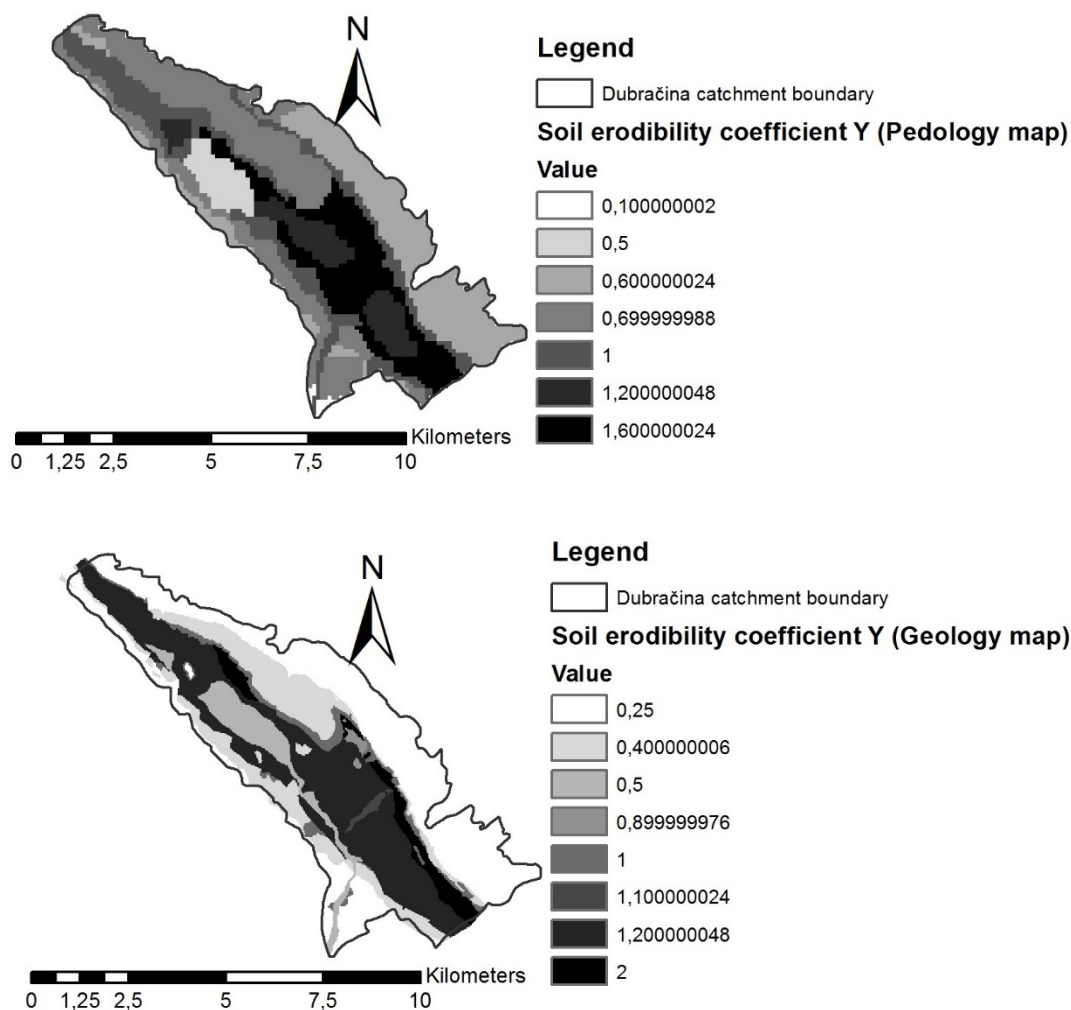 N
Legend
Dubračina catchment boundary
Soil erodibility coefficient Y (Pedology map)
Value
0,100000002
0,5
0,600000024
0,699999988
1
1,200000048
1,600000024
Kilometers
0 1,25 2,5 5 7,5 10
N
Legend
Dubračina catchment boundary
Soil erodibility coefficient Y (Geology map)
Value
0,25
0,400000006
0,5
0,899999976
1
1,100000024
1,200000048
2
Kilometers
0 1,25 2,5 5 7,5 10